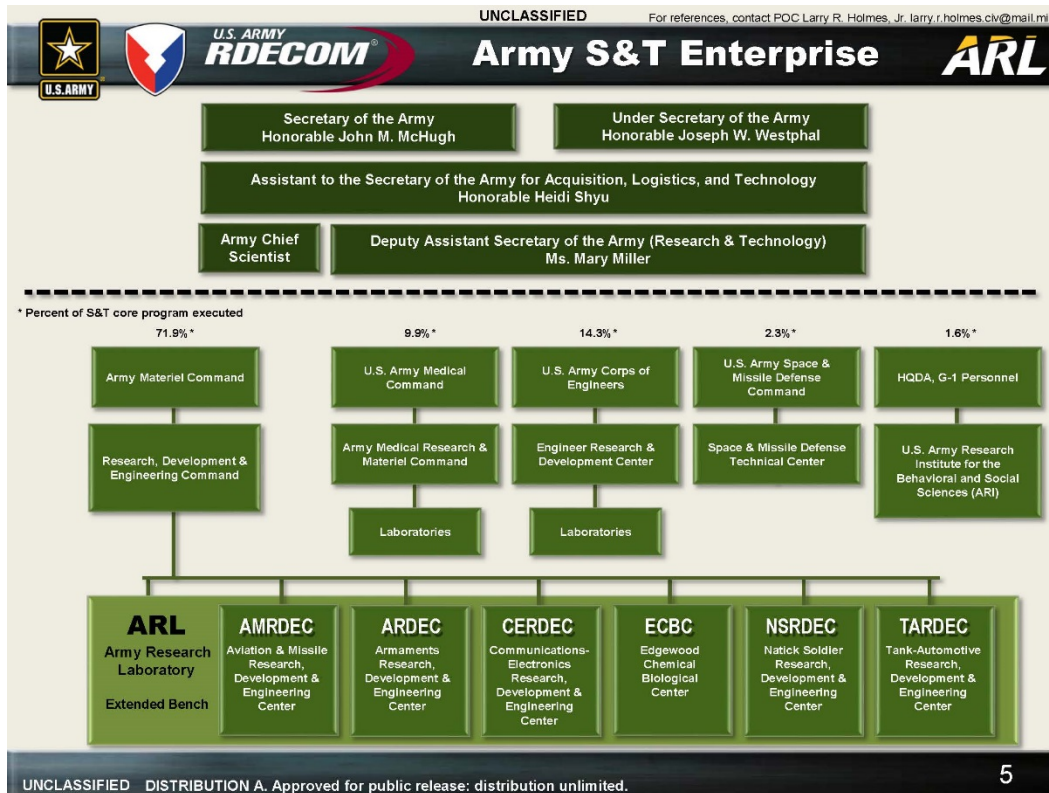 UNCLASSIFIED
For references, contact POC Larry R. Holmes, Jr. larry.r.holmes.civ@mail.mi
U.S. ARMY
U.S. ARMY
RDECOM®
Army S&T Enterprise
ARL
Secretary of the Army
Honorable John M. McHugh
Under Secretary of the Army
Honorable Joseph W. Westphal
Assistant to the Secretary of the Army for Acquisition, Logistics, and Technology
Honorable Heidi Shyu
Army Chief
Scientist
Deputy Assistant Secretary of the Army (Research & Technology)
Ms. Mary Miller
* Percent of S&T core program executed
71.9% *
9.9% *
14.3% *
2.3% *
1.6% *
Army Materiel Command
U.S. Army Medical
Command
U.S. Army Corps of
Engineers
U.S. Army Space &
Missile Defense
Command
HQDA, G-1 Personnel
Research, Development &
Engineering Command
Army Medical Research &
Materiel Command
Engineer Research &
Development Center
Space & Missile Defense
Technical Center
U.S. Army Research
Institute for the
Behavioral and Social
Sciences (ARI)
Laboratories
Laboratories
ARL
Army Research
Laboratory
Extended Bench
AMRDEC
Aviation & Missile
Research,
Development &
Engineering
Center
ARDEC
Armaments
Research,
Development &
Engineering
Center
CERDEC
Communications-
Electronics
Research,
Development &
Engineering
Center
ECBC
Edgewood
Chemical
Biological
Center
NSRDEC
Natick Soldier
Research,
Development &
Engineering
Center
TARDEC
Tank-Automotive
Research,
Development &
Engineering
Center
UNCLASSIFIED DISTRIBUTION A. Approved for public release: distribution unlimited.
5